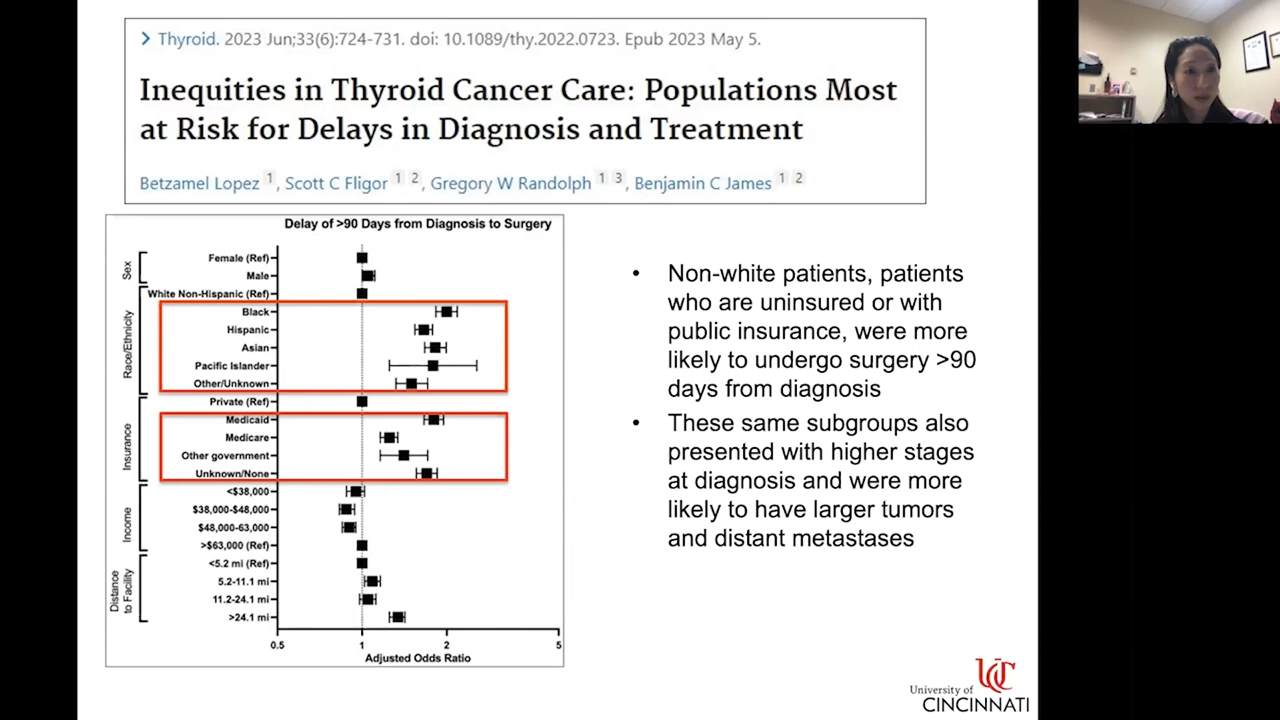 > Thyroid. 2023 Jun;33(6):724-731. doi: 10.1089/thy.2022.0723. Epub 2023 May 5.
Inequities in Thyroid Cancer Care: Populations Most
at Risk for Delays in Diagnosis and Treatment
Betzamel Lopez 1, Scott C Fligor 1 2, Gregory W Randolph 1 3, Benjamin C James 1 2
Delay of >90 Days from Diagnosis to Surgery
Sex
Female (Ref)
Male
Race/Ethnicity
White Non-Hispanic (Ref)
Black
Hispanic
Asian
Pacific Islander
Other/Unknown
Insurance
Private (Ref)
Medicaid
Medicare
Other government
Unknown/None
Income
<$38,000
$38,000-$48,000
$48,000-63,000
>$63,000 (Ref)
Distance
to Facility
<5.2 mi (Ref)
5.2-11.1 mi
11.2-24.1 mi
>24.1 mi
0.5 1 2 5
Adjusted Odds Ratio
• Non-white patients, patients
who are uninsured or with
public insurance, were more
likely to undergo surgery >90
days from diagnosis
• These same subgroups also
presented with higher stages
at diagnosis and were more
likely to have larger tumors
and distant metastases
UC
University of
CINCINNATI